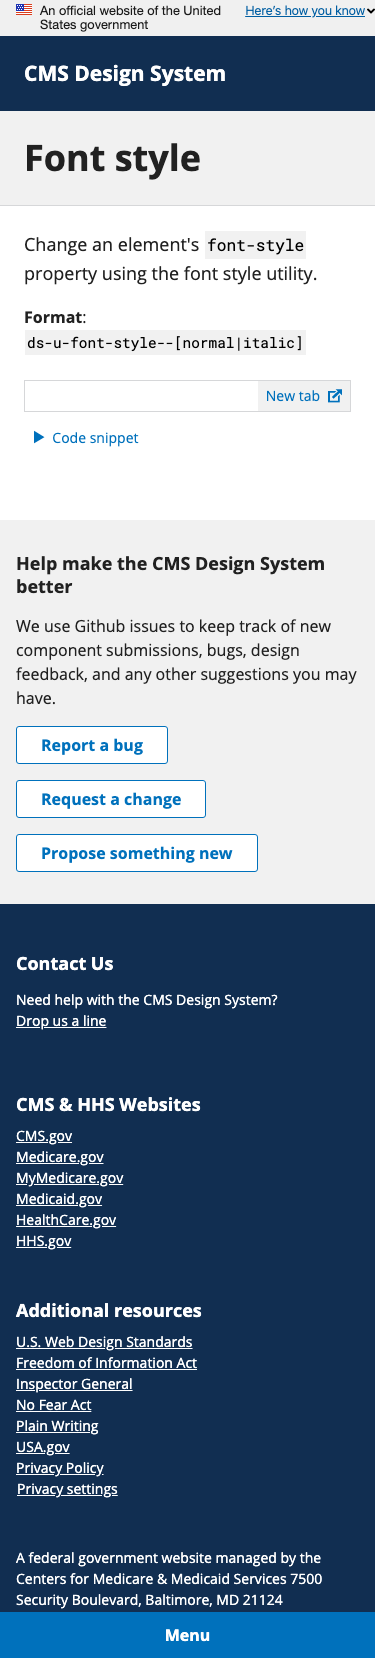 An official website of the United
States government
Here's how you know
CMS Design System
Font style
Change an element's font-style
property using the font style utility.
Format:
ds-u-font-style--[normal|italic]
New tab
Code snippet
Help make the CMS Design System
better
We use Github issues to keep track of new
component submissions, bugs, design
feedback, and any other suggestions you may
have.
Report a bug
Request a change
Propose something new
Contact Us
Need help with the CMS Design System?
Drop us a line
CMS & HHS Websites
CMS.gov
Medicare.gov
MyMedicare.gov
Medicaid.gov
HealthCare.gov
HHS.gov
Additional resources
U.S. Web Design Standards
Freedom of Information Act
Inspector General
No Fear Act
Plain Writing
USA.gov
Privacy Policy
Privacy settings
A federal government website managed by the
Centers for Medicare & Medicaid Services 7500
Security Boulevard, Baltimore, MD 21124
Menu